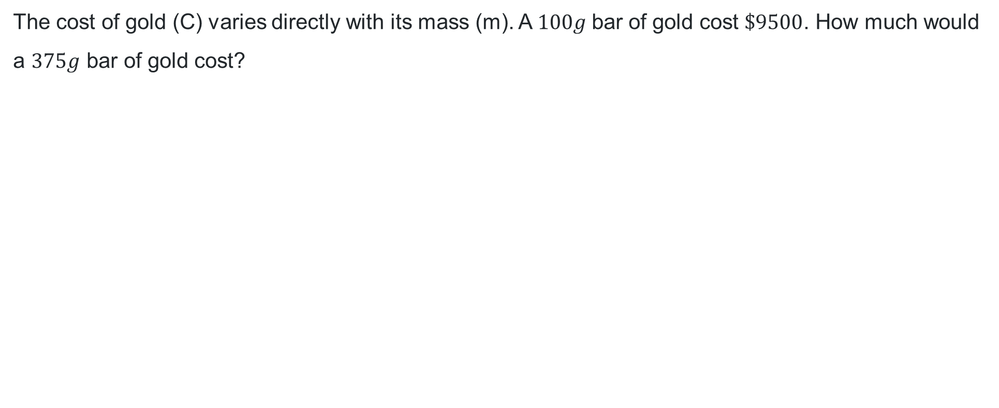 The cost of gold (C) varies directly with its mass (m). A 100g bar of gold cost $9500. How much would
a 375g bar of gold cost?